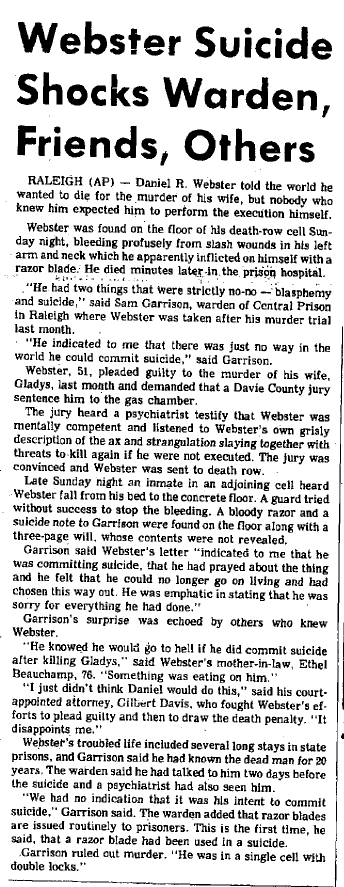 Webster Suicide
Shocks Warden,
Friends, Others
RALEIGH (AP) — Daniel R. Webster told the world he
wanted to die for the murder of his wife, but nobody who
knew him expected him to perform the execution himself.
Webster was found on the floor of his death-row cell Sun-
day night, bleeding profusely from slash wounds in his left
arm and neck which he apparently inflicted on himself with a
razor blade. He died minutes later in the prison hospital.
"He had two things that were strictly no-no — blasphemy
and suicide," said Sam Garrison, warden of Central Prison
in Raleigh where Webster was taken after his murder trial
last month.
"He indicated to me that there was just no way in the
world he could commit suicide," said Garrison.
Webster, 51, pleaded guilty to the murder of his wife,
Gladys, last month and demanded that a Davie County jury
sentence him to the gas chamber.
The jury heard a psychiatrist testify that Webster was
mentally competent and listened to Webster's own grisly
description of the ax and strangulation slaying together with
threats to kill again if he were not executed. The jury was
convinced and Webster was sent to death row.
Late Sunday night an inmate in an adjoining cell heard
Webster fall from his bed to the concrete floor. A guard tried
without success to stop the bleeding. A bloody razor and a
suicide note to Garrison were found on the floor along with a
three-page will, whose contents were not revealed.
Garrison said Webster's letter "indicated to me that he
was committing suicide, that he had prayed about the thing
and he felt that he could no longer go on living and had
chosen this way out. He was emphatic in stating that he was
sorry for everything he had done."
Garrison's surprise was echoed by others who knew
Webster.
"He knowed he would go to hell if he did commit suicide
after killing Gladys," said Webster's mother-in-law, Ethel
Beauchamp, 76. "Something was eating on him."
"I just didn't think Daniel would do this," said his court-
appointed attorney, Gilbert Davis, who fought Webster's ef-
forts to plead guilty and then to draw the death penalty. "It
disappoints me."
Webster's troubled life included several long stays in state
prisons, and Garrison said he had known the dead man for 20
years. The warden said he had talked to him two days before
the suicide and a psychiatrist had also seen him.
"We had no indication that it was his intent to commit
suicide," Garrison said. The warden added that razor blades
are issued routinely to prisoners. This is the first time, he
said, that a razor blade had been used in a suicide.
Garrison ruled out murder. "He was in a single cell with
double locks."